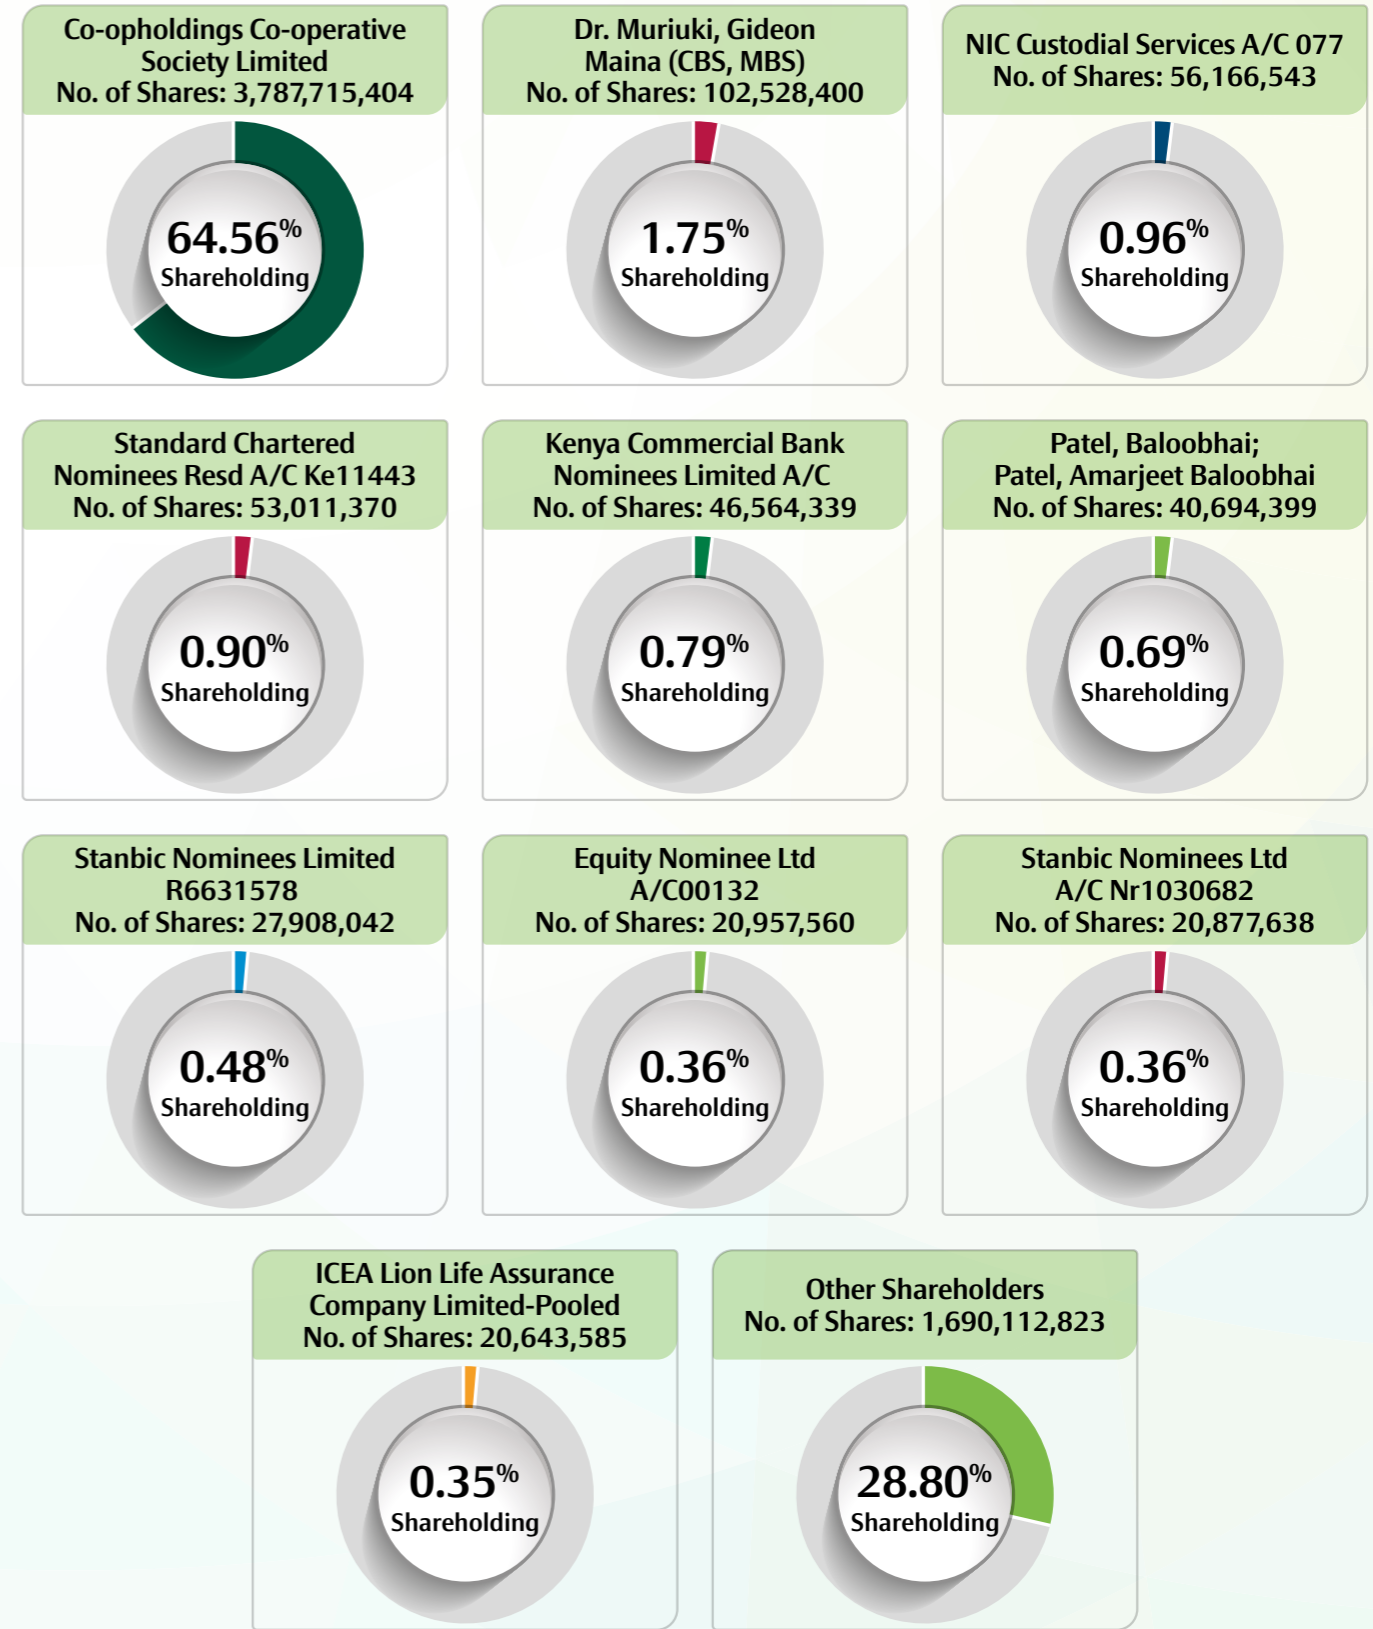 Co-opholdings Co-operative
Society Limited
No. of Shares: 3,787,715,404
64.56%
Shareholding
Dr. Muriuki, Gideon
Maina (CBS, MBS)
No. of Shares: 102,528,400
1.75%
Shareholding
NIC Custodial Services A/C 077
No. of Shares: 56,166,543
0.96%
Shareholding
Standard Chartered
Nominees Resd A/C Ke11443
No. of Shares: 53,011,370
0.90%
Shareholding
Kenya Commercial Bank
Nominees Limited A/C
No. of Shares: 46,564,339
0.79%
Shareholding
Patel, Baloobhai;
Patel, Amarjeet Baloobhai
No. of Shares: 40,694,399
0.69%
Shareholding
Stanbic Nominees Limited
R6631578
No. of Shares: 27,908,042
0.48%
Shareholding
Equity Nominee Ltd
A/C00132
No. of Shares: 20,957,560
0.36%
Shareholding
Stanbic Nominees Ltd
A/C Nr1030682
No. of Shares: 20,877,638
0.36%
Shareholding
ICEA Lion Life Assurance
Company Limited-Pooled
No. of Shares: 20,643,585
0.35%
Shareholding
Other Shareholders
No. of Shares: 1,690,112,823
28.80%
Shareholding